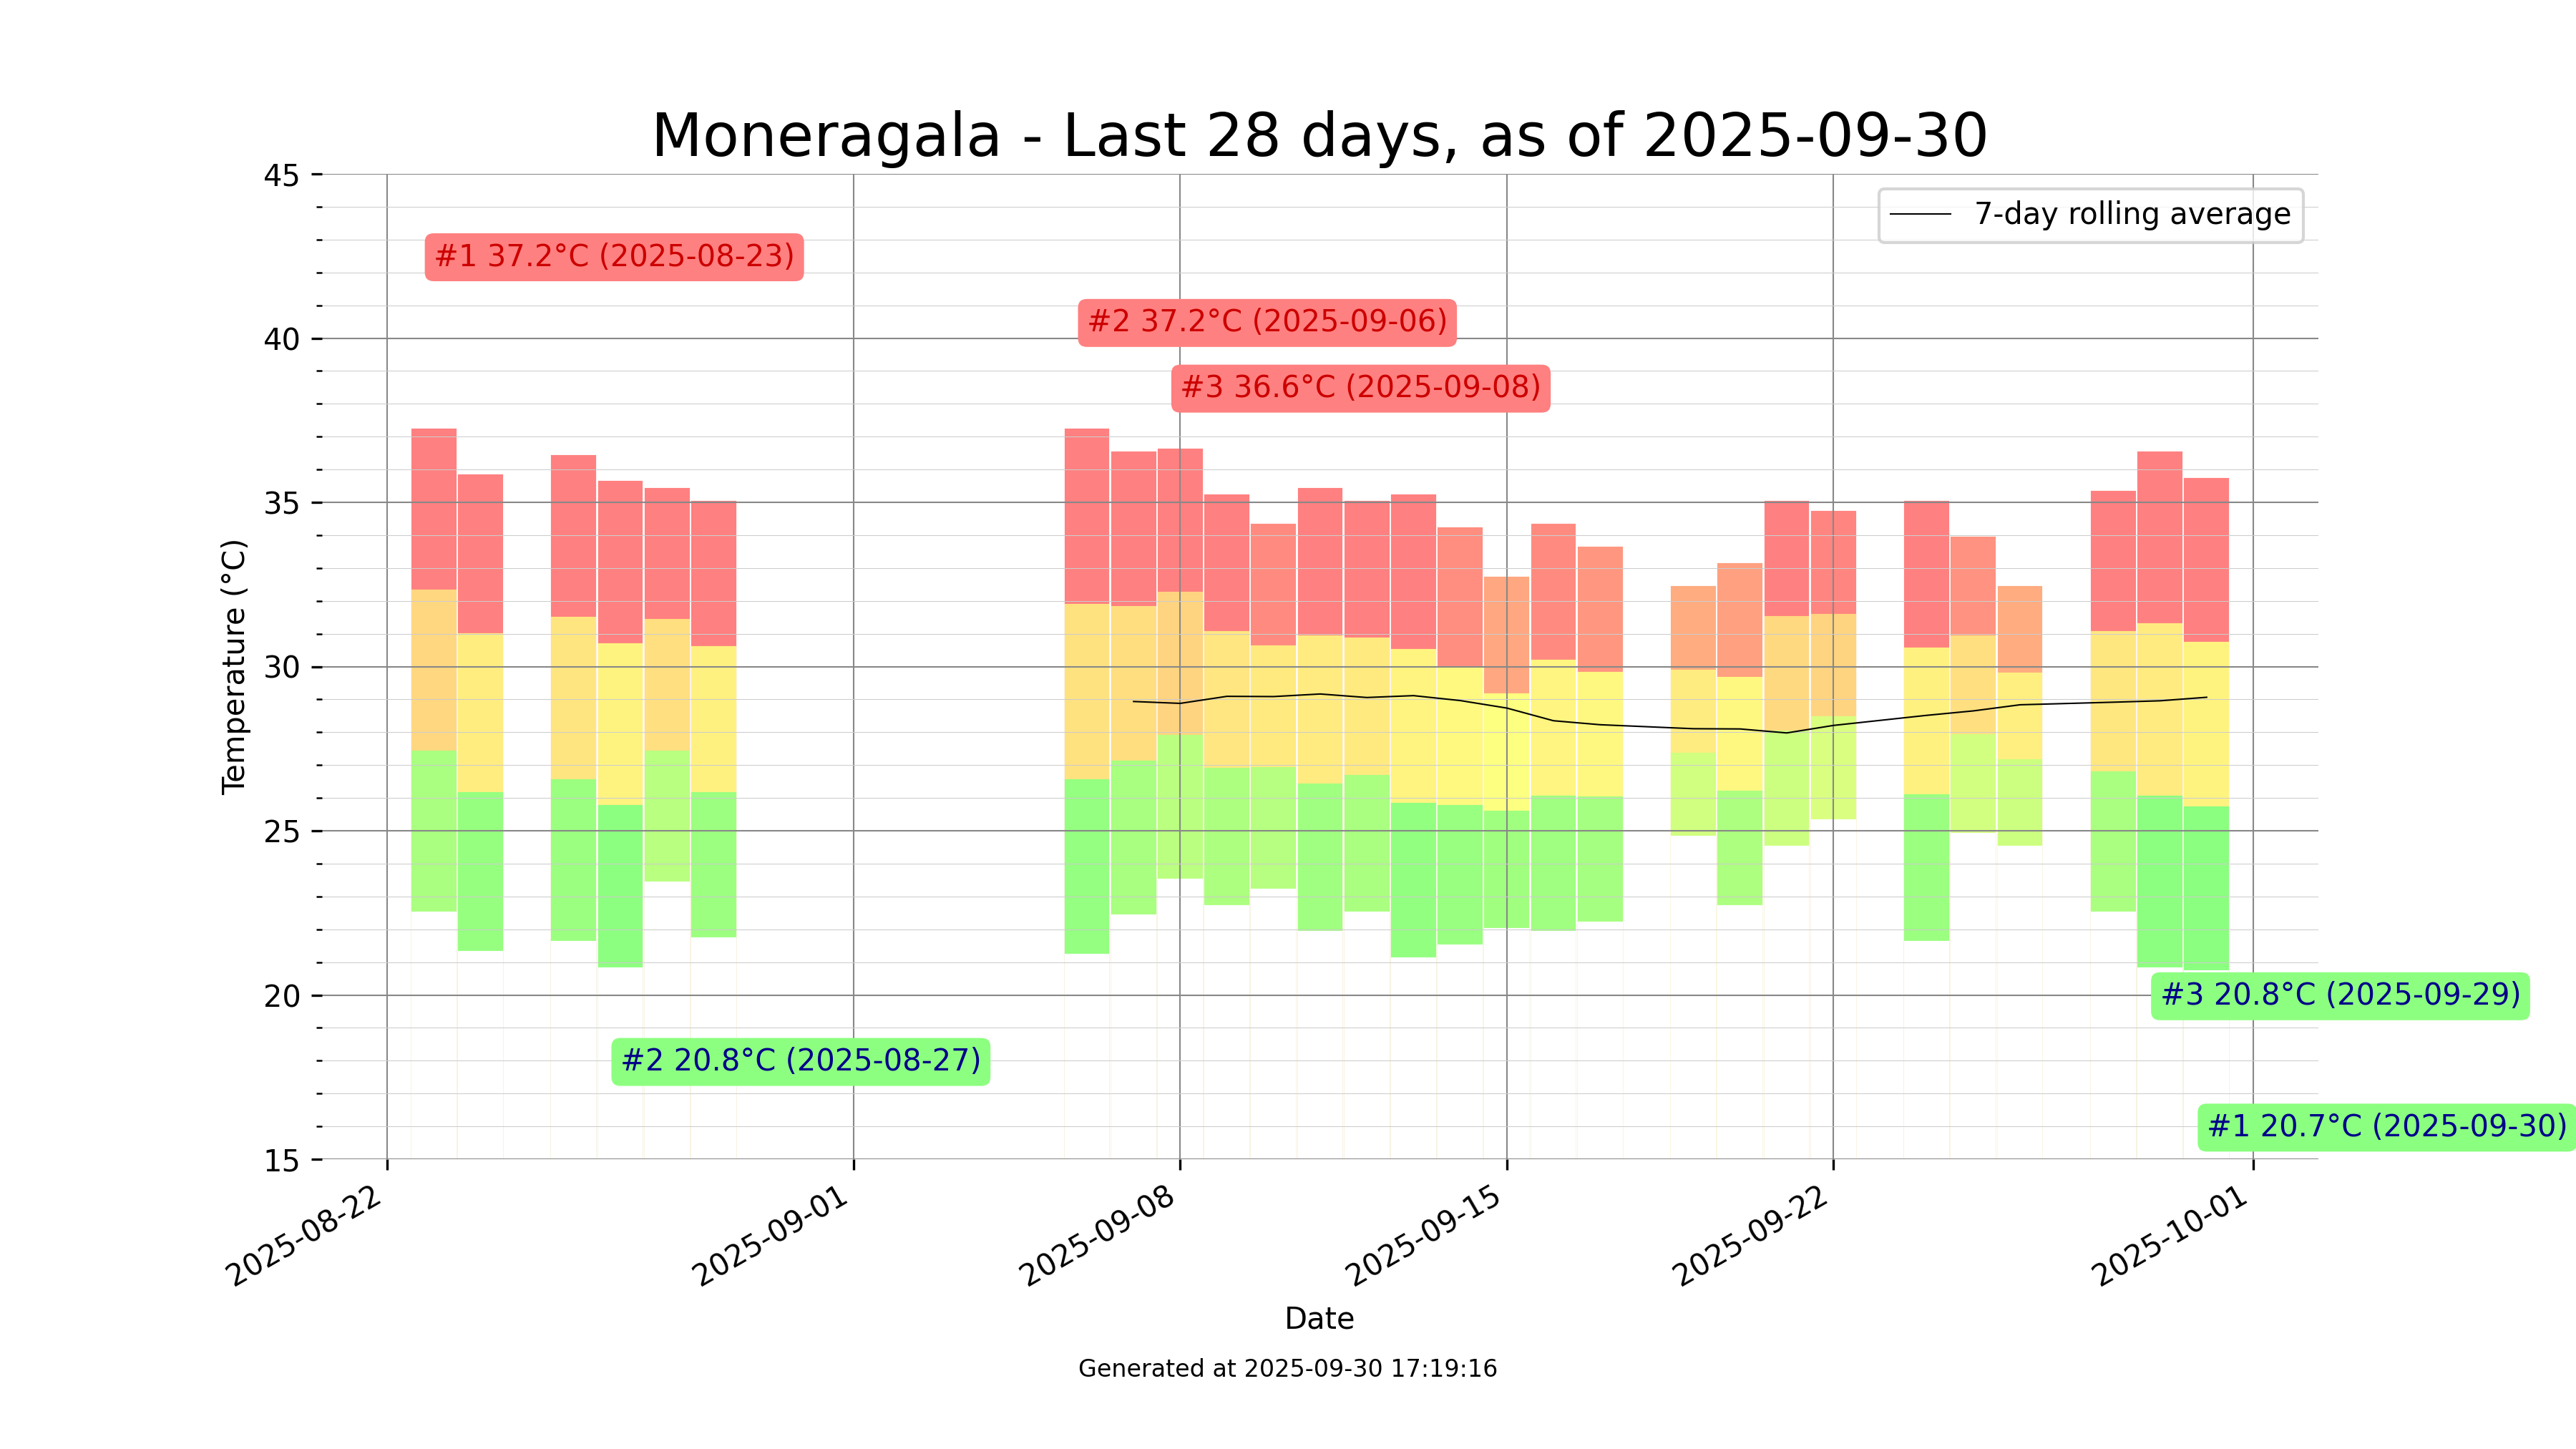 Moneragala - Last 28 days, as of 2025-09-30
45
40
35
30
25
20
15
Temperature (°C)
7-day rolling average
#1 37.2°C (2025-08-23)
#2 37.2°C (2025-09-06)
#3 36.6°C (2025-09-08)
#3 20.8°C (2025-09-29)
#2 20.8°C (2025-08-27)
#1 20.7°C (2025-09-30)
2025-08-22
2025-09-01
2025-09-08
2025-09-15
2025-09-22
2025-10-01
Date
Generated at 2025-09-30 17:19:16